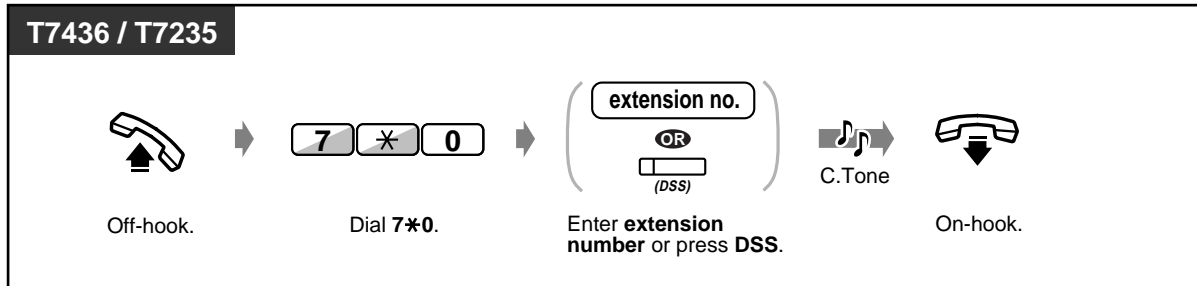 T7436 / T7235
7 ✱ 0
extension no.
OR
(DSS)
C.Tone
Off-hook.
Dial 7✱0.
Enter extension
number or press DSS.
On-hook.